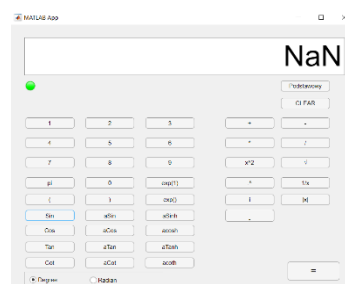 MATLAB App
NaN
Podstawowy
CLEAR
1 2 3 + -
4 5 6 * /
7 8 9 x^2 √
pi 0 exp(1) ^ 1/x
( ) exp() |x|
Sin aSin aSinh
Cos aCos acosh
Tan aTan aTanh
Cot aCot acoth
=
Degree Radian